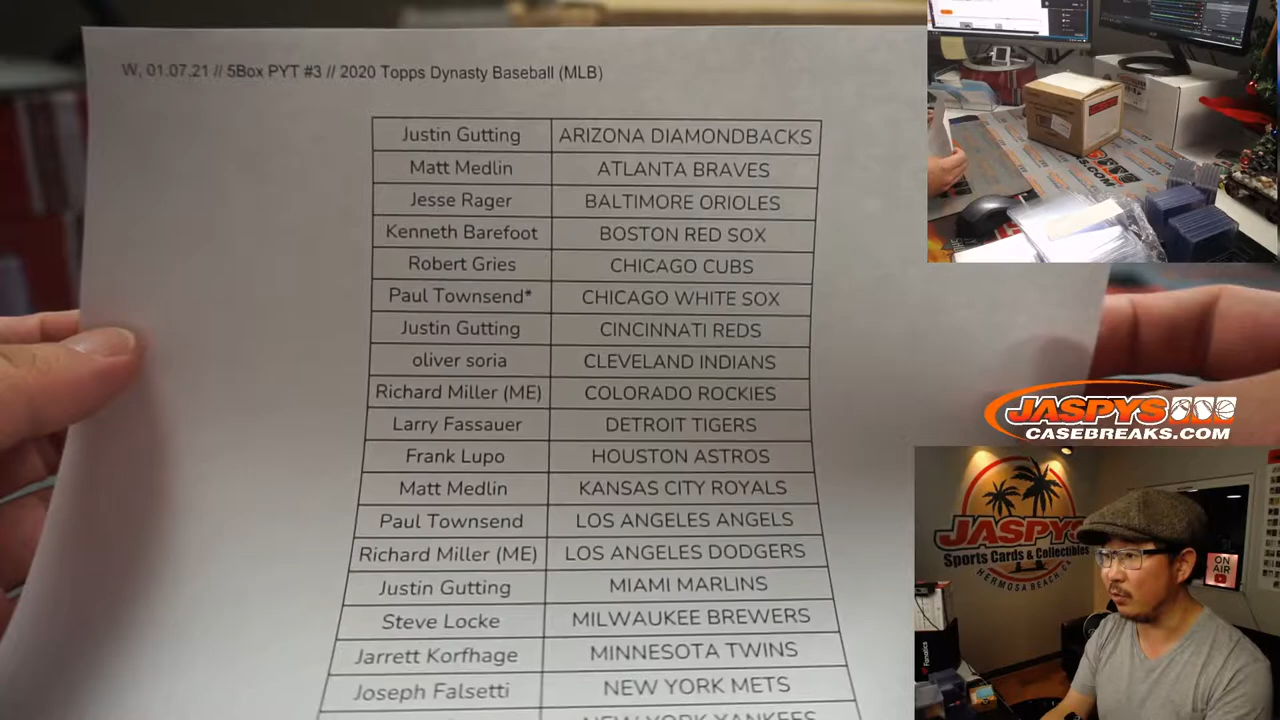 W, 01.07.21 // 5Box PYT #3 // 2020 Topps Dynasty Baseball (MLB)
Justin Gutting ARIZONA DIAMONDBACKS
Matt Medlin ATLANTA BRAVES
Jesse Rager BALTIMORE ORIOLES
Kenneth Barefoot BOSTON RED SOX
Robert Gries CHICAGO CUBS
Paul Townsend* CHICAGO WHITE SOX
Justin Gutting CINCINNATI REDS
oliver soria CLEVELAND INDIANS
Richard Miller (ME) COLORADO ROCKIES
Larry Fassauer DETROIT TIGERS
Frank Lupo HOUSTON ASTROS
Matt Medlin KANSAS CITY ROYALS
Paul Townsend LOS ANGELES ANGELS
Richard Miller (ME) LOS ANGELES DODGERS
Justin Gutting MIAMI MARLINS
Steve Locke MILWAUKEE BREWERS
Jarrett Korfhage MINNESOTA TWINS
Joseph Falsetti NEW YORK METS
NEW YORK YANKEES
JASPYS
CASEBREAKS.COM
JASPYS
Sports Cards & Collectibles
HERMOSA BEACH, CA
ON AIR
Fanatics